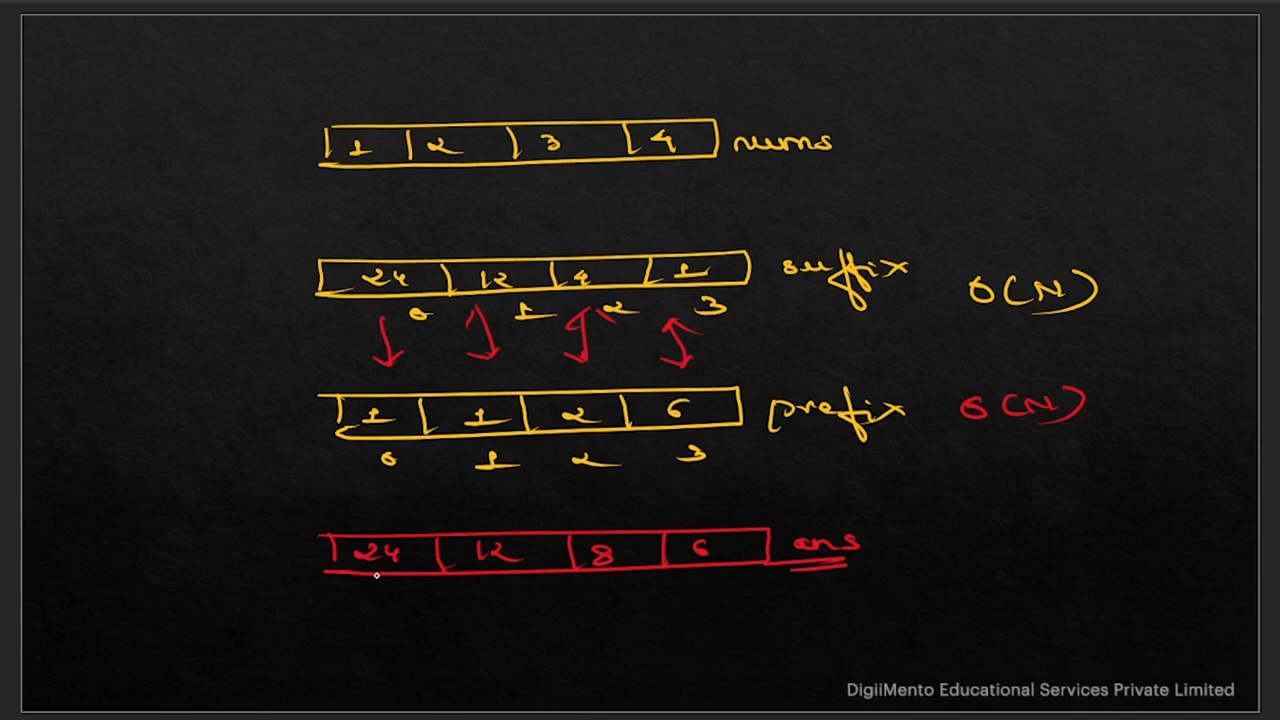 1 2 3 4 nums
24 12 4 1 suffix O(N)
0 1 2 3
1 1 2 6 prefix O(N)
0 1 2 3
24 12 8 6 ans
DigiiMento Educational Services Private Limited